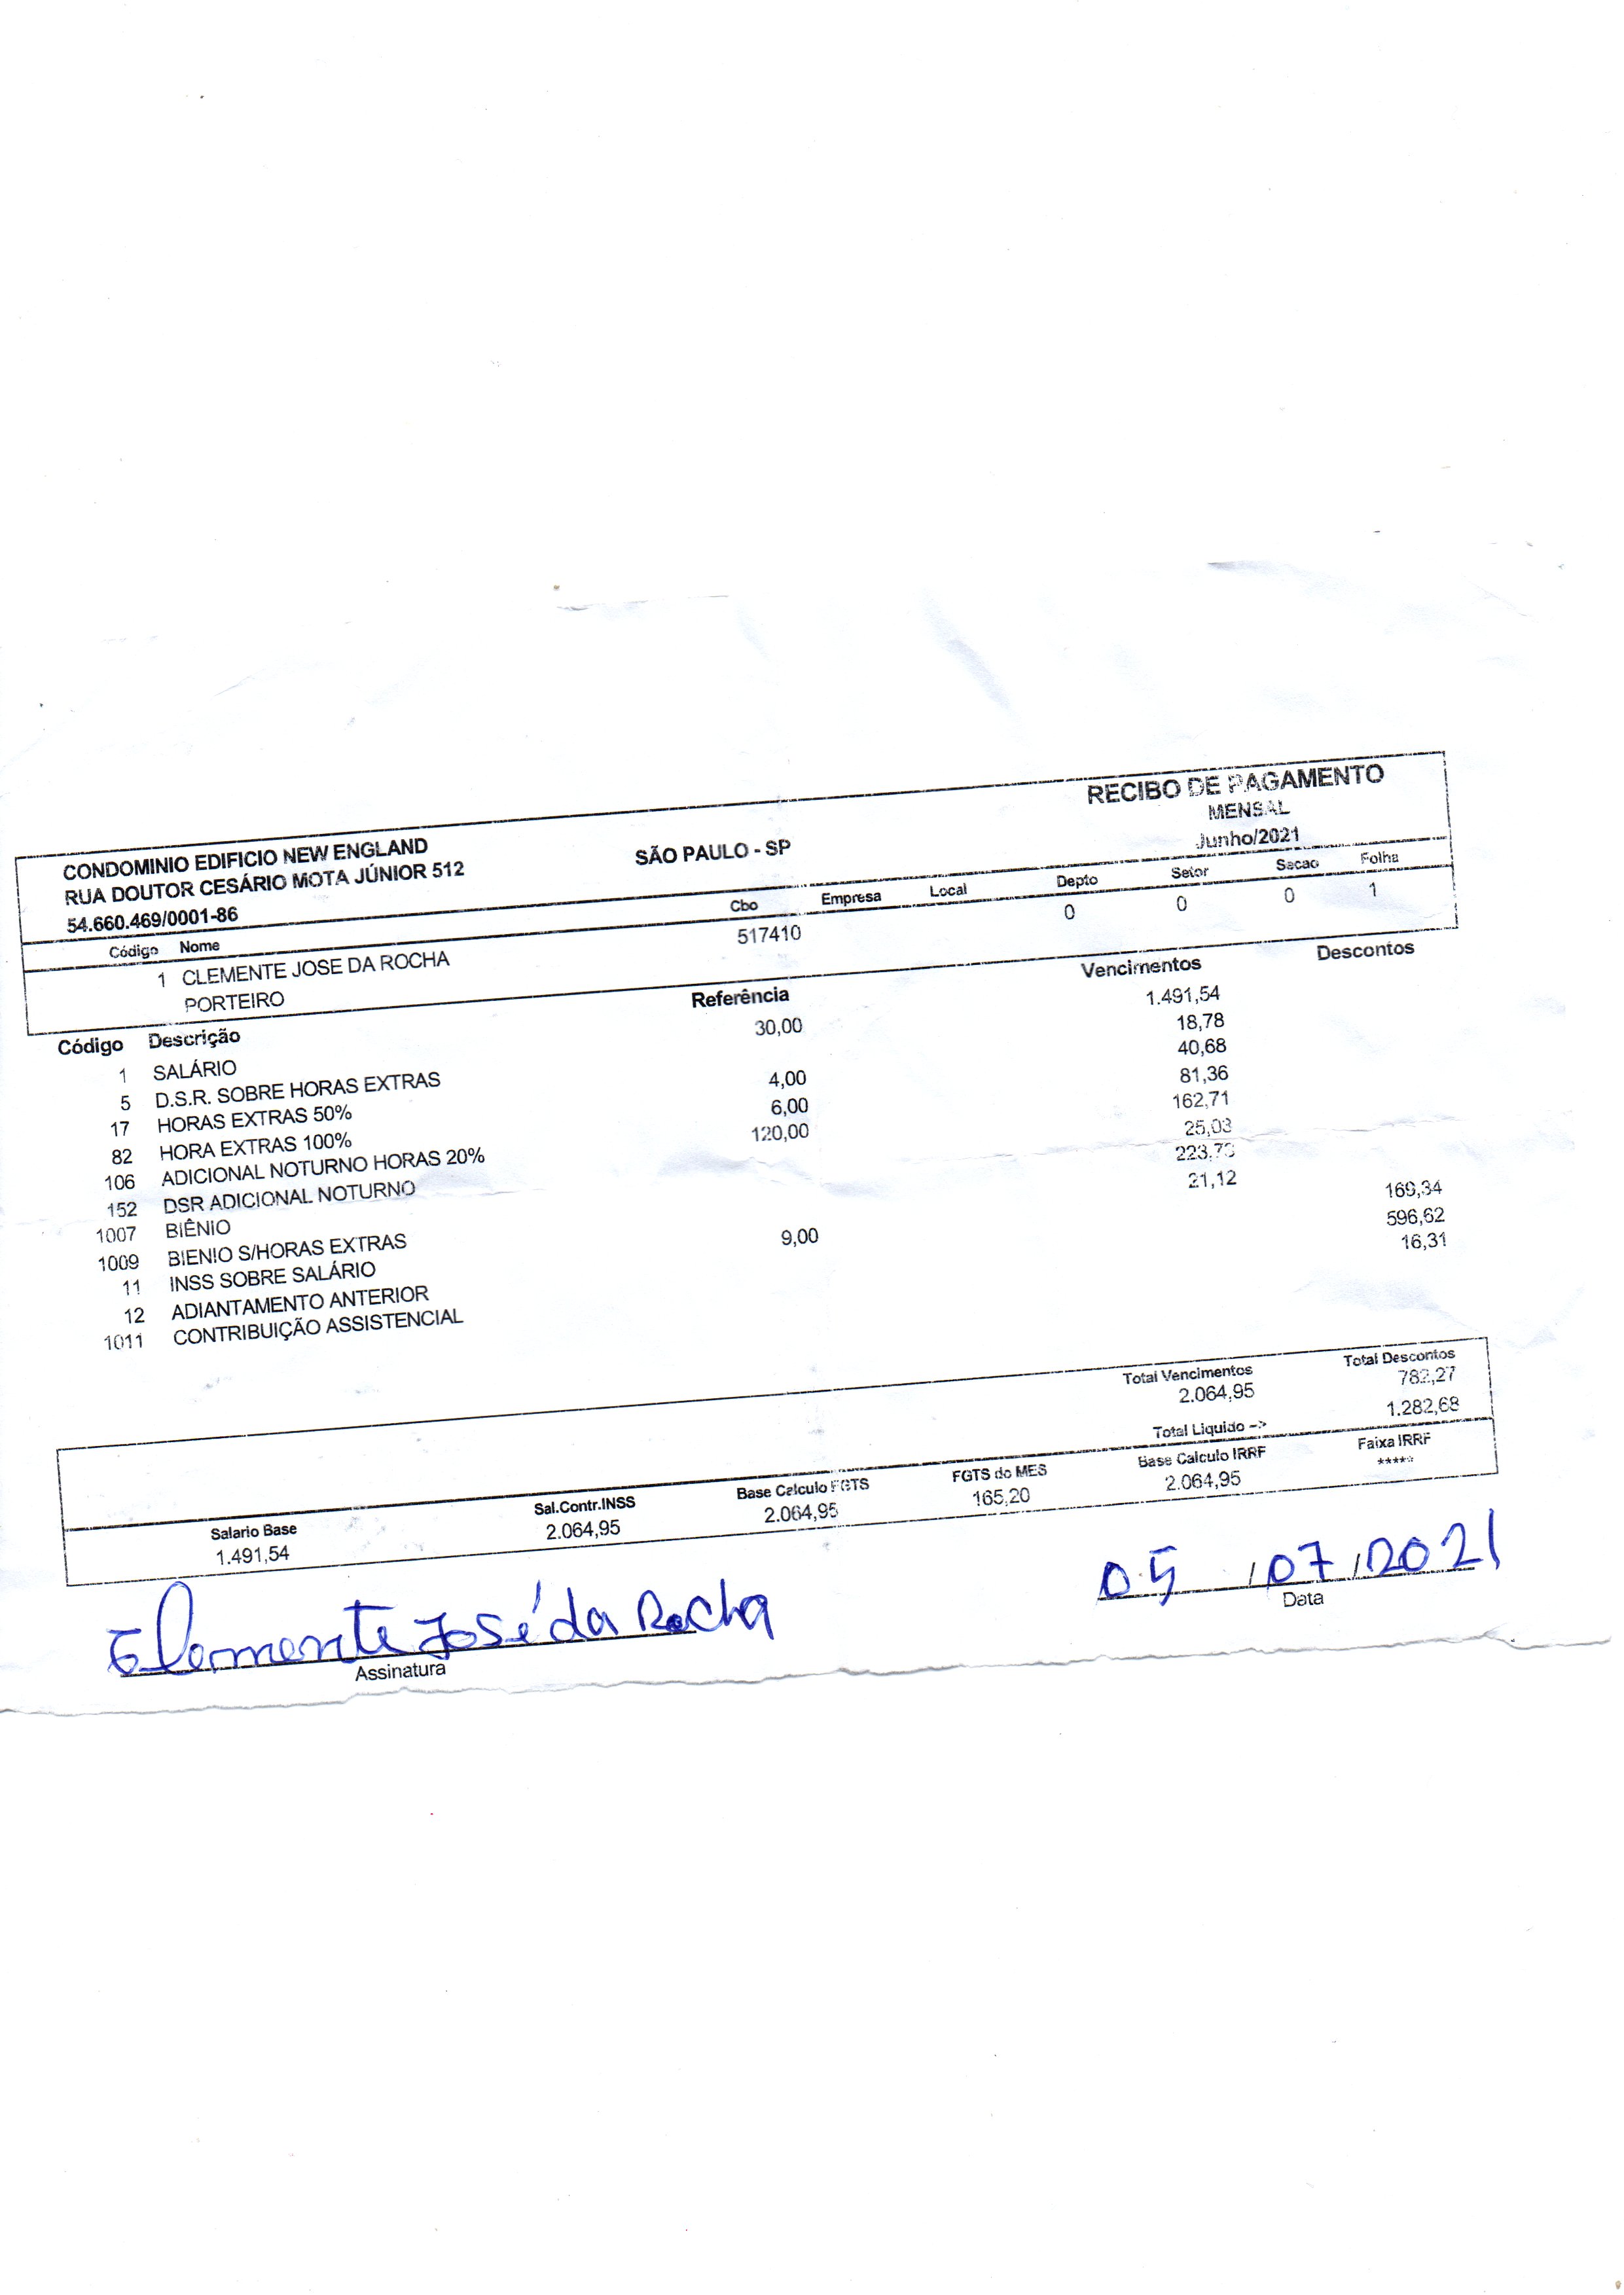 CONDOMINIO EDIFICIO NEW ENGLAND SÃO PAULO - SP RECIBO DE PAGAMENTO
RUA DOUTOR CESÁRIO MOTA JÚNIOR 512 MENSAL
54.660.469/0001-86 Junho/2021
Código Nome Cbo Empresa Local Depto Setor Secao Folha
1 CLEMENTE JOSE DA ROCHA 517410 0 0 0 1
PORTEIRO
Código Descrição Referência Vencimentos Descontos
1 SALÁRIO 30,00 1.491,54
5 D.S.R. SOBRE HORAS EXTRAS 18,78
17 HORAS EXTRAS 50% 4,00 40,68
82 HORA EXTRAS 100% 6,00 81,36
106 ADICIONAL NOTURNO HORAS 20% 120,00 162,71
152 DSR ADICIONAL NOTURNO 25,03
1007 BIÊNIO 223,73
1009 BIENIO S/HORAS EXTRAS 21,12
11 INSS SOBRE SALÁRIO 9,00 169,34
12 ADIANTAMENTO ANTERIOR 596,62
1011 CONTRIBUIÇÃO ASSISTENCIAL 16,31
Total Vencimentos Total Descontos
2.064,95 782,27
Total Liquido -> 1.282,68
Salario Base Sal.Contr.INSS Base Calculo FGTS FGTS do MES Base Calculo IRRF Faixa IRRF
1.491,54 2.064,95 2.064,95 165,20 2.064,95 *****
Clemente José da Rocha 05/07/2021
Assinatura Data